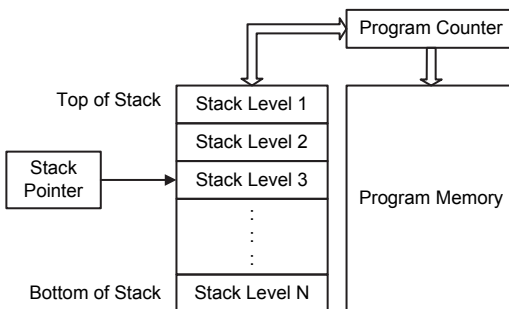 Program Counter
Top of Stack
Stack Level 1
Stack Level 2
Stack
Pointer
Stack Level 3
Program Memory
:
:
:
Bottom of Stack
Stack Level N